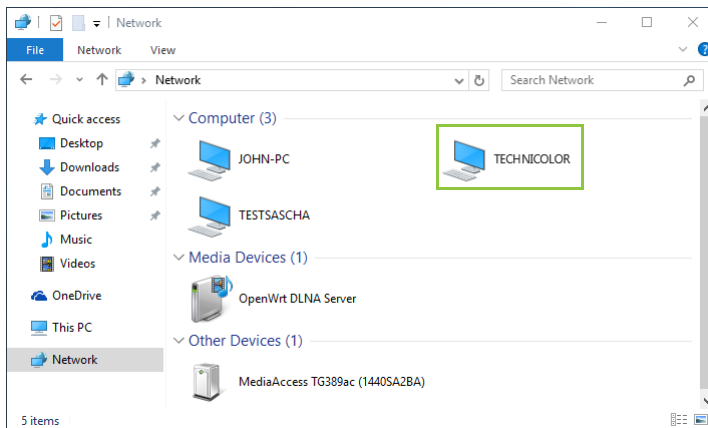 Network
File Network View
Network
Search Network
Quick access
Desktop
Downloads
Documents
Pictures
Music
Videos
OneDrive
This PC
Network
Computer (3)
JOHN-PC
TECHNICOLOR
TESTSASCHA
Media Devices (1)
OpenWrt DLNA Server
Other Devices (1)
MediaAccess TG389ac (1440SA2BA)
5 items